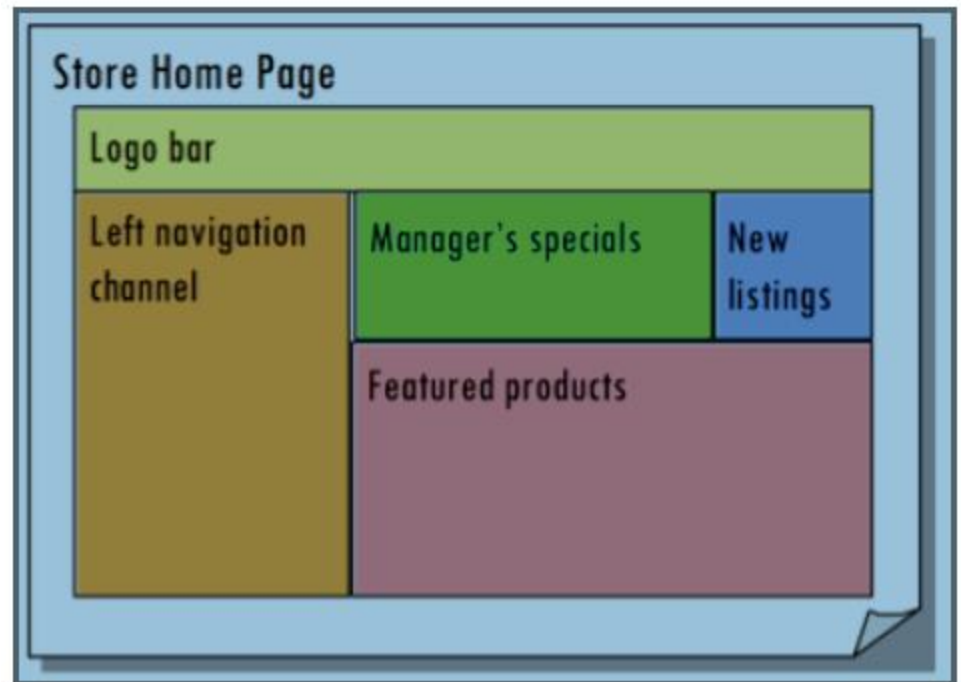 Store Home Page
Logo bar
Left navigation
channel
Manager's specials
New
listings
Featured products